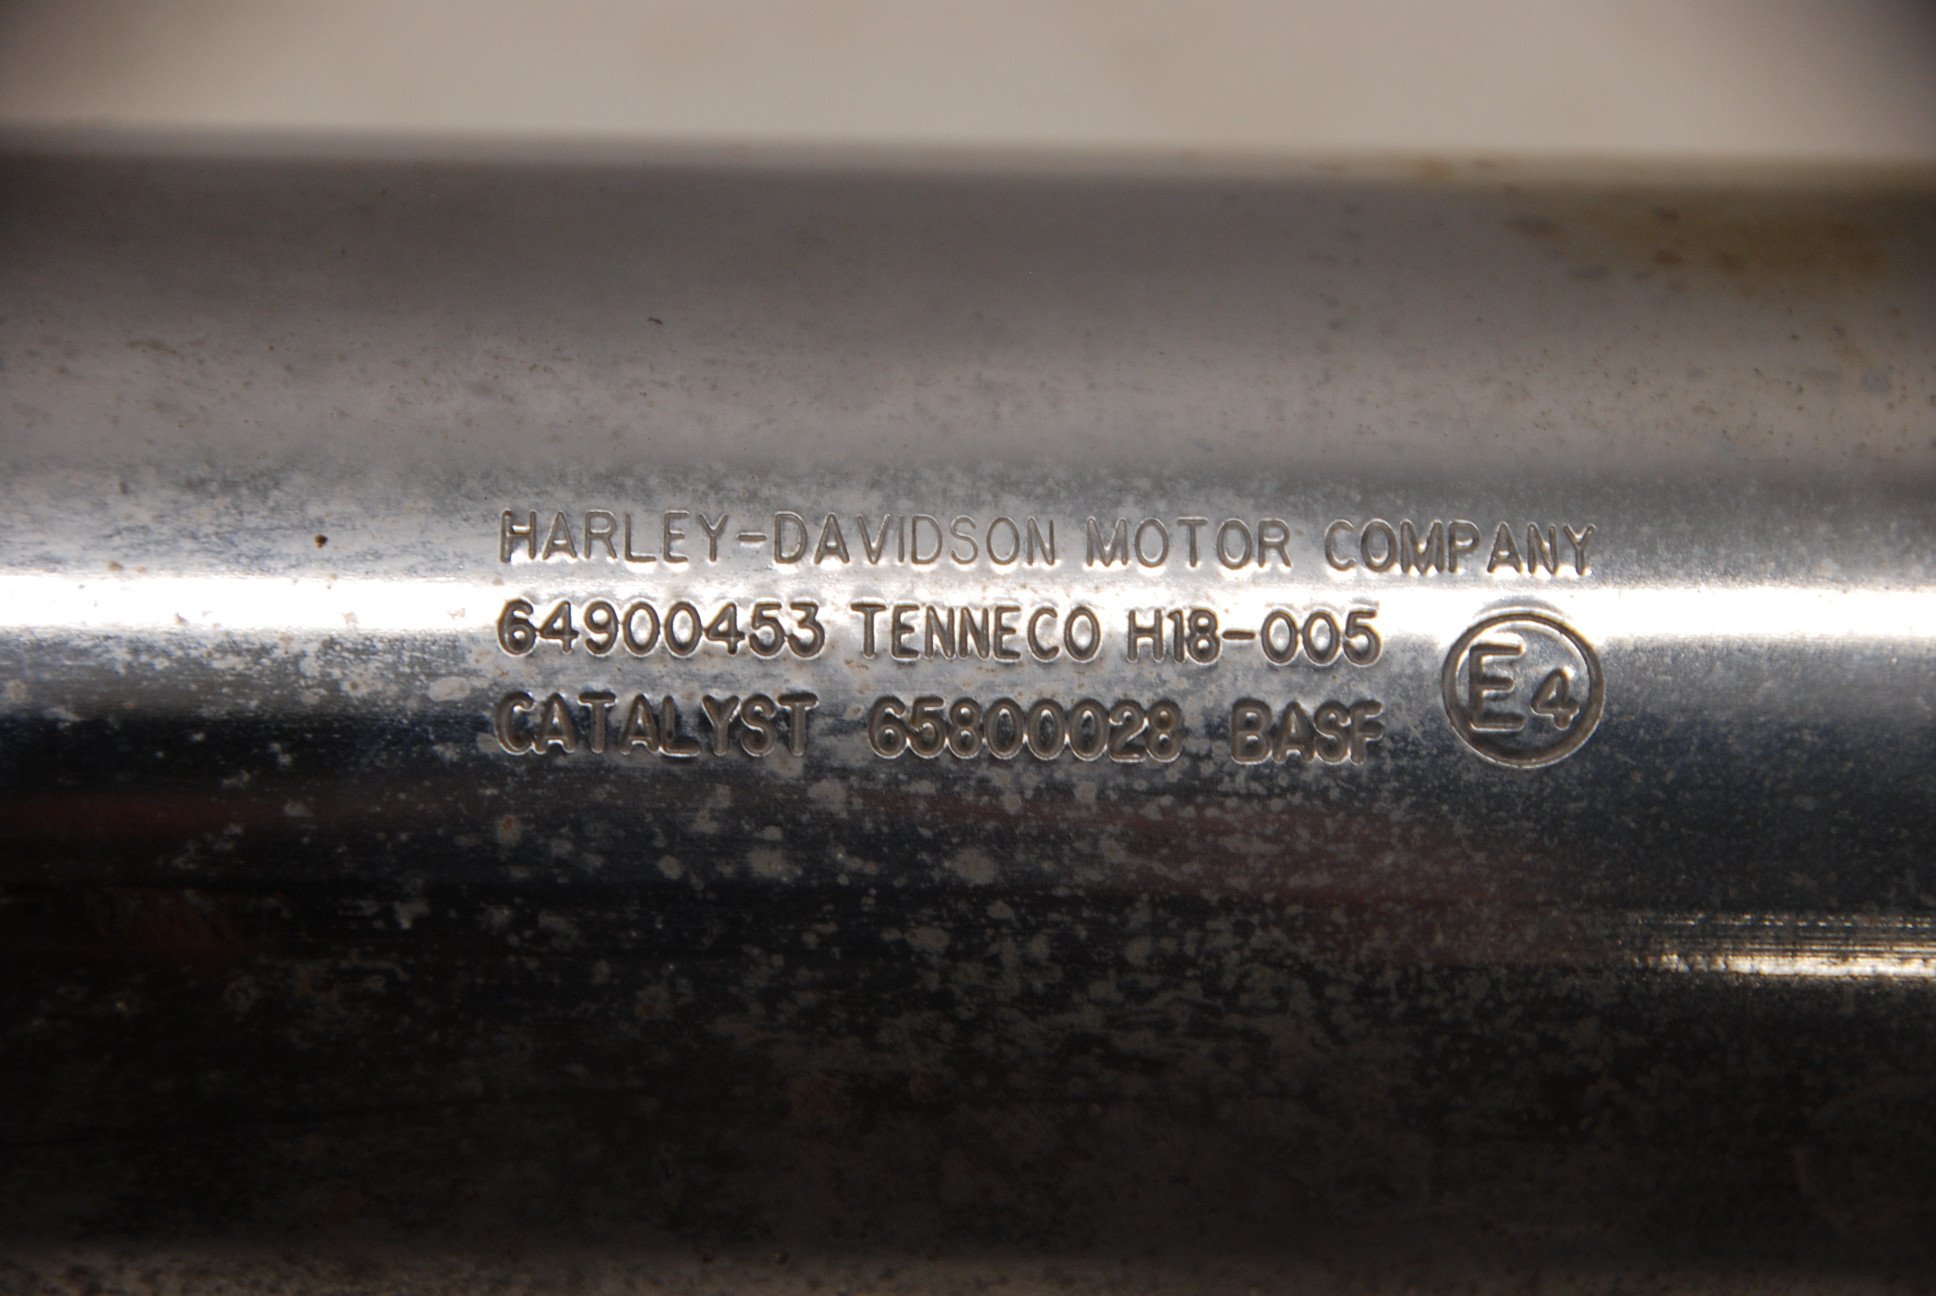 HARLEY-DAVIDSON MOTOR COMPANY
64900453 TENNECO H18-005
CATALYST 65800028 BASF
E4